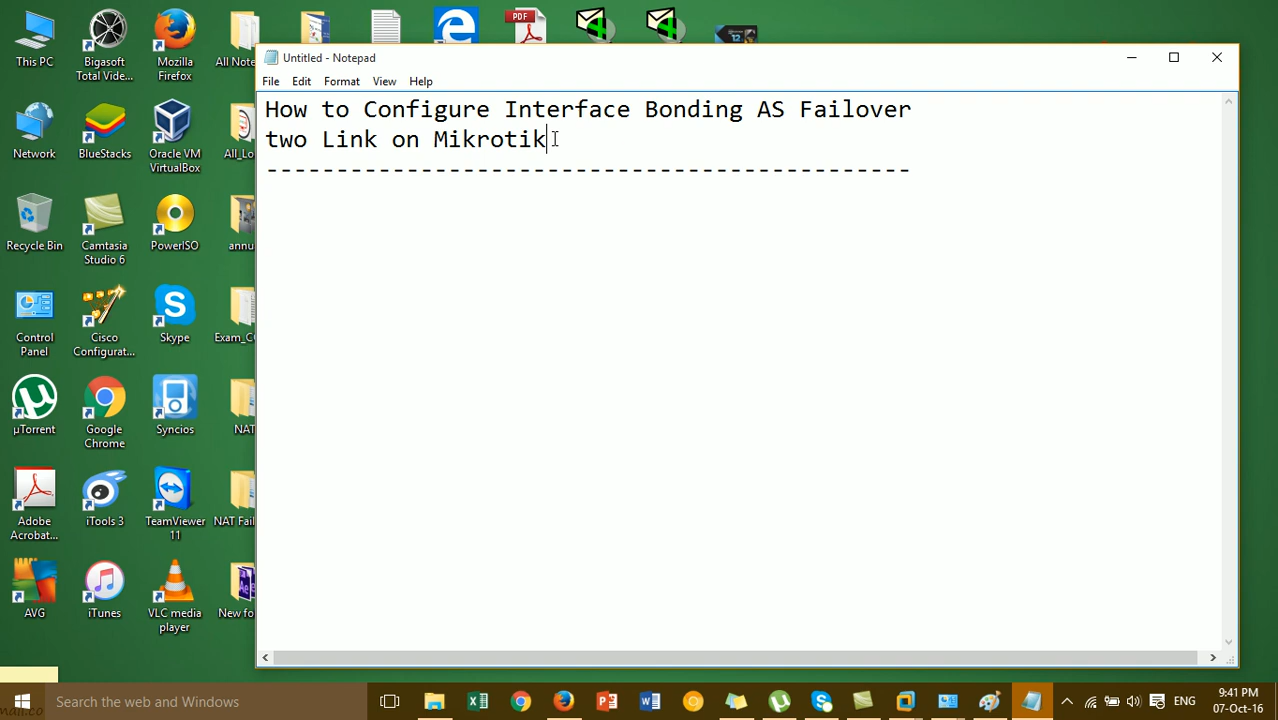 This PC
Bigasoft Total Vide...
Mozilla Firefox
All Note
PDF
12
Untitled - Notepad
File Edit Format View Help
How to Configure Interface Bonding AS Failover
two Link on Mikrotik
----------------------------------------------
Network
BlueStacks
Oracle VM VirtualBox
All_Lo
Recycle Bin
Camtasia Studio 6
PowerISO
annu
Control Panel
Cisco Configurat...
Skype
Exam_CC
µTorrent
Google Chrome
Syncios
NAT
Adobe Acrobat...
iTools 3
TeamViewer 11
NAT Fail
AVG
iTunes
VLC media player
New fo
Search the web and Windows
ENG
9:41 PM
07-Oct-16